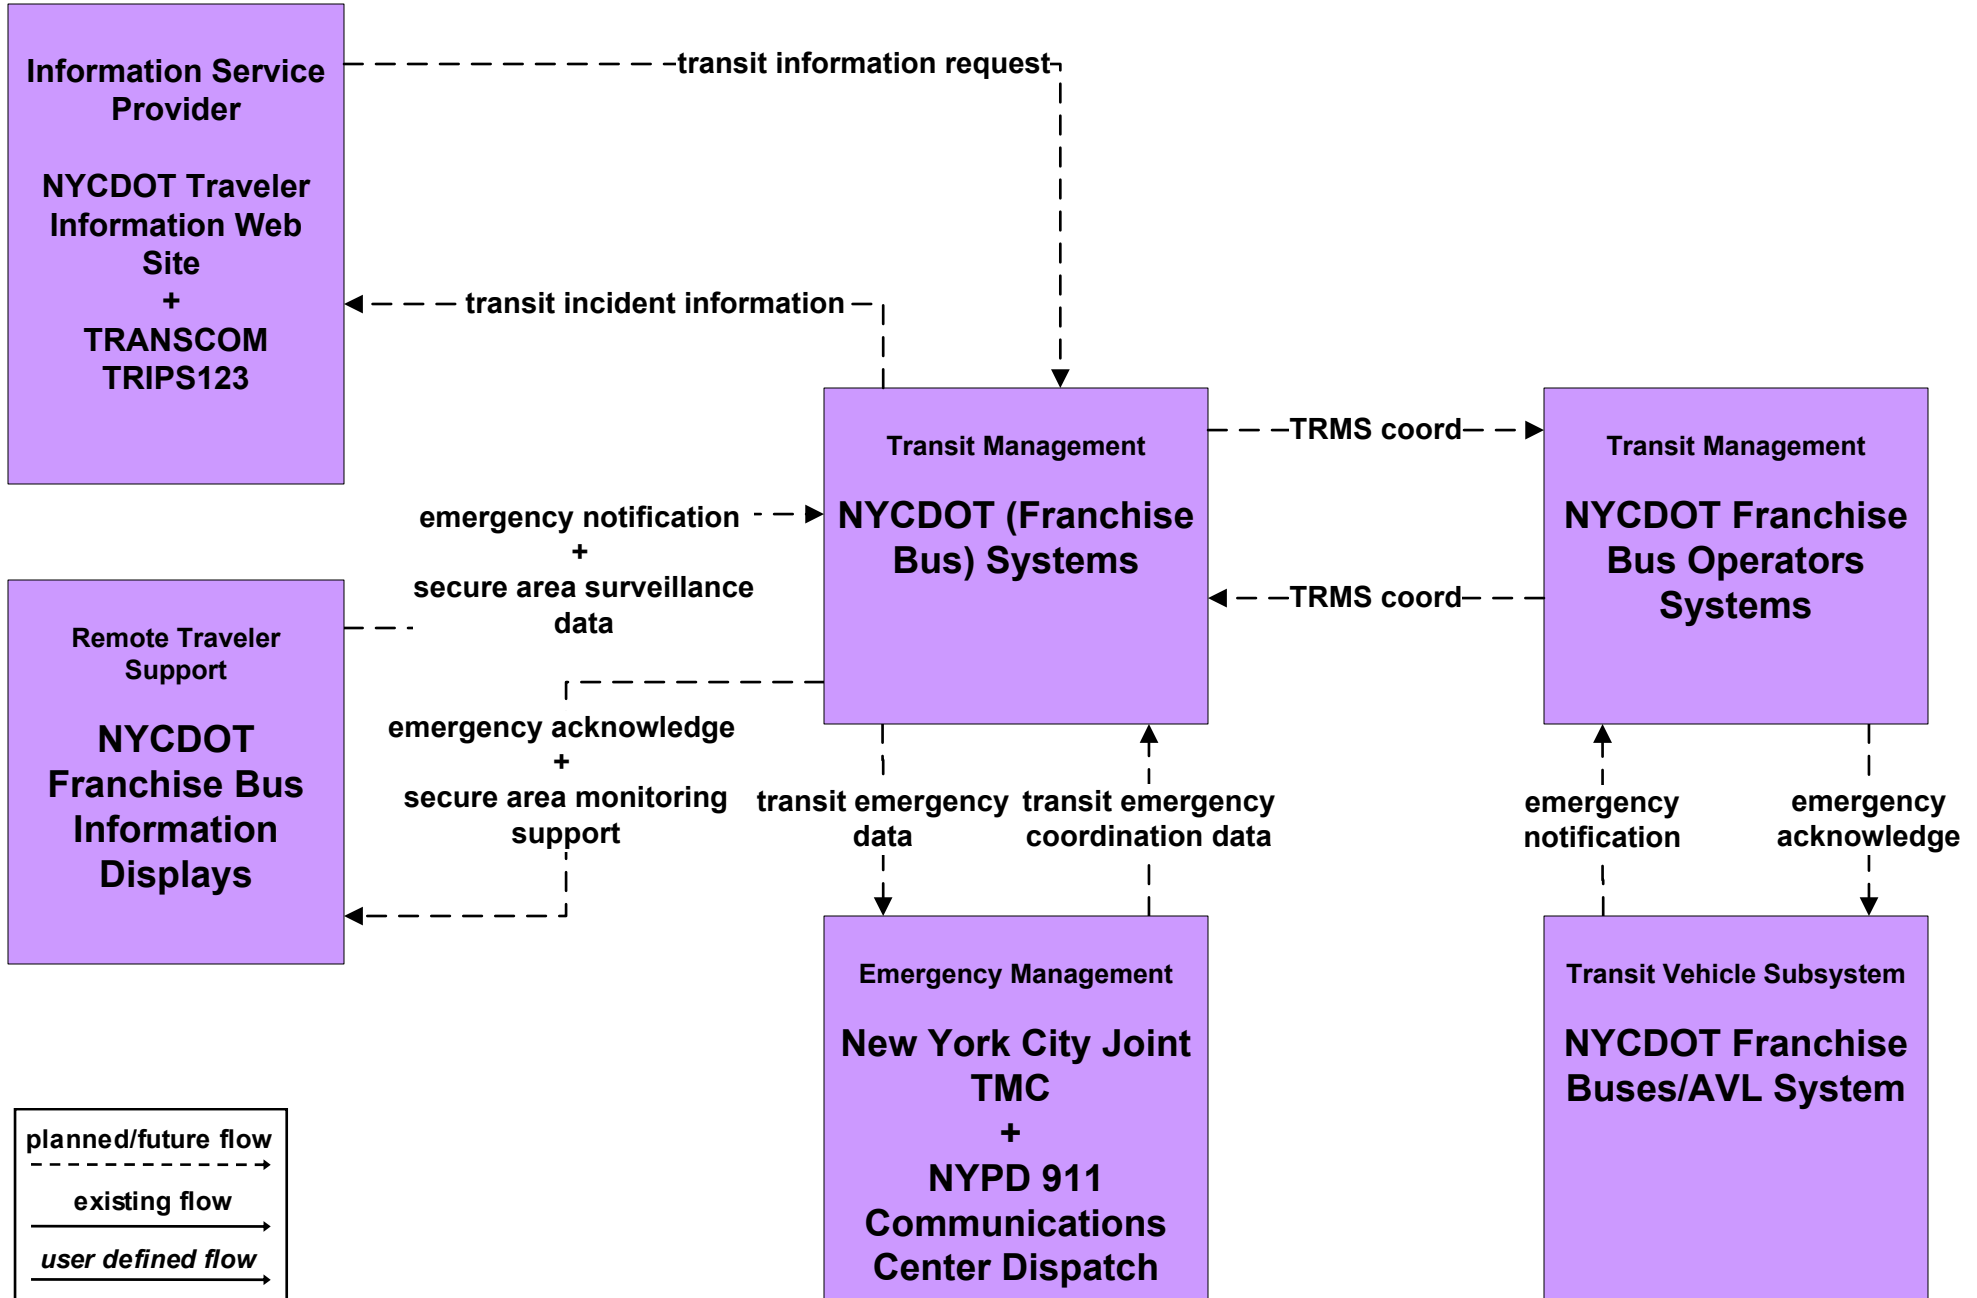 Information Service
Provider
NYCDOT Traveler
Information Web
Site
+
TRANSCOM
TRIPS123
transit information request
transit incident information
Transit Management
NYCDOT (Franchise
Bus) Systems
TRMS coord
TRMS coord
Transit Management
NYCDOT Franchise
Bus Operators
Systems
emergency notification
+
secure area surveillance
data
Remote Traveler
Support
NYCDOT
Franchise Bus
Information
Displays
emergency acknowledge
+
secure area monitoring
support
transit emergency
data
transit emergency
coordination data
emergency
notification
emergency
acknowledge
Emergency Management
New York City Joint
TMC
+
NYPD 911
Communications
Center Dispatch
Transit Vehicle Subsystem
NYCDOT Franchise
Buses/AVL System
planned/future flow
existing flow
user defined flow